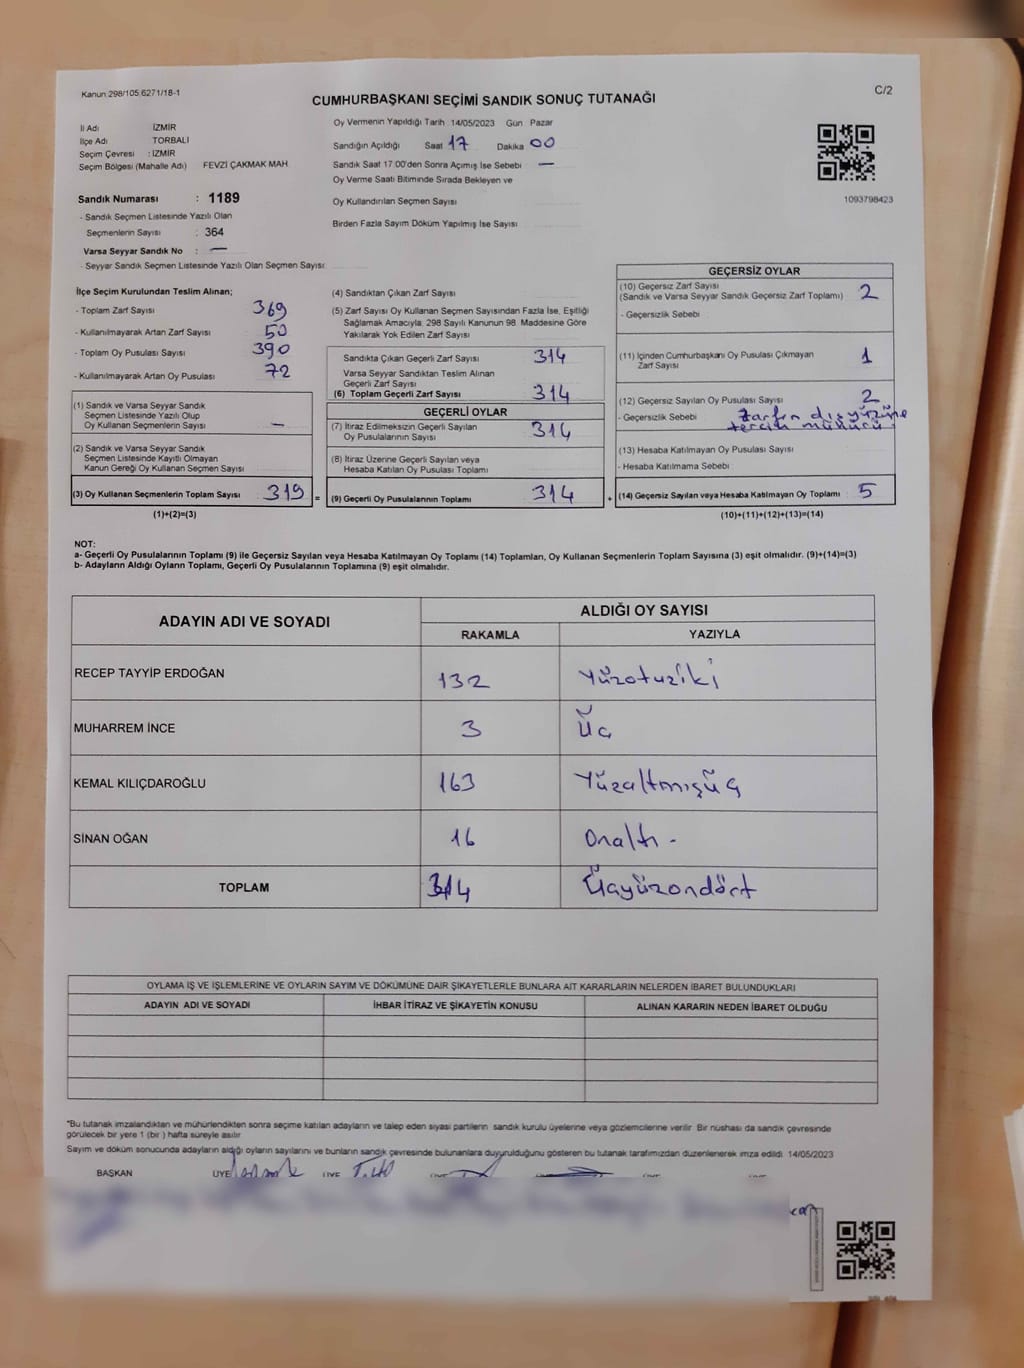 Kanun 298/105 6271/18-1
C/2
CUMHURBAŞKANI SEÇİMİ SANDIK SONUÇ TUTANAĞI
İl Adı İZMİR
İlçe Adı TORBALI
Seçim Çevresi : İZMİR
Seçim Bölgesi (Mahalle Adı) FEVZİ ÇAKMAK MAH.
Sandık Numarası : 1189
- Sandık Seçmen Listesinde Yazılı Olan
Seçmenlerin Sayısı : 364
Varsa Seyyar Sandık No : —
- Seyyar Sandık Seçmen Listesinde Yazılı Olan Seçmen Sayısı:
Oy Vermenin Yapıldığı Tarih 14/05/2023 Gün Pazar
Sandığın Açıldığı Saat 17 Dakika 00
Sandık Saat 17:00'den Sonra Açılmış İse Sebebi —
Oy Verme Saati Bitiminde Sırada Bekleyen ve
Oy Kullandırılan Seçmen Sayısı
Birden Fazla Sayım Döküm Yapılmış İse Sayısı
1093798423
İlçe Seçim Kurulundan Teslim Alınan;
- Toplam Zarf Sayısı 369
- Kullanılmayarak Artan Zarf Sayısı 50
- Toplam Oy Pusulası Sayısı 390
- Kullanılmayarak Artan Oy Pusulası 72
(1) Sandık ve Varsa Seyyar Sandık
Seçmen Listesinde Yazılı Olup
Oy Kullanan Seçmenlerin Sayısı —
(2) Sandık ve Varsa Seyyar Sandık
Seçmen Listesinde Kayıtlı Olmayan
Kanun Gereği Oy Kullanan Seçmen Sayısı
(3) Oy Kullanan Seçmenlerin Toplam Sayısı 319 =
(1)+(2)=(3)
(4) Sandıktan Çıkan Zarf Sayısı
(5) Zarf Sayısı Oy Kullanan Seçmen Sayısından Fazla İse, Eşitliği
Sağlamak Amacıyla, 298 Sayılı Kanunun 98. Maddesine Göre
Yakılarak Yok Edilen Zarf Sayısı
Sandıkta Çıkan Geçerli Zarf Sayısı 314
Varsa Seyyar Sandıktan Teslim Alınan
Geçerli Zarf Sayısı
(6) Toplam Geçerli Zarf Sayısı 314
GEÇERLİ OYLAR
(7) İtiraz Edilmeksizin Geçerli Sayılan
Oy Pusulalarının Sayısı 314
(8) İtiraz Üzerine Geçerli Sayılan veya
Hesaba Katılan Oy Pusulası Toplamı
(9) Geçerli Oy Pusulalarının Toplamı 314 +
GEÇERSİZ OYLAR
(10) Geçersiz Zarf Sayısı
(Sandık ve Varsa Seyyar Sandık Geçersiz Zarf Toplamı) 2
- Geçersizlik Sebebi
(11) İçinden Cumhurbaşkanı Oy Pusulası Çıkmayan
Zarf Sayısı 1
(12) Geçersiz Sayılan Oy Pusulası Sayısı 2
- Geçersizlik Sebebi zarfın dış yüzüne
tercih mühürü
(13) Hesaba Katılmayan Oy Pusulası Sayısı
- Hesaba Katılmama Sebebi
(14) Geçersiz Sayılan veya Hesaba Katılmayan Oy Toplamı 5
(10)+(11)+(12)+(13)=(14)
NOT:
a- Geçerli Oy Pusulalarının Toplamı (9) ile Geçersiz Sayılan veya Hesaba Katılmayan Oy Toplamı (14) Toplamları, Oy Kullanan Seçmenlerin Toplam Sayısına (3) eşit olmalıdır. (9)+(14)=(3)
b- Adayların Aldığı Oyların Toplamı, Geçerli Oy Pusulalarının Toplamına (9) eşit olmalıdır.
ADAYIN ADI VE SOYADI ALDIĞI OY SAYISI
RAKAMLA YAZIYLA
RECEP TAYYİP ERDOĞAN 132 Yüzotuziki
MUHARREM İNCE 3 Üç
KEMAL KILIÇDAROĞLU 163 Yüzaltmışüç
SİNAN OĞAN 16 Onaltı -
TOPLAM 314 Üçyüzondört
OYLAMA İŞ VE İŞLEMLERİNE VE OYLARIN SAYIM VE DÖKÜMÜNE DAİR ŞİKAYETLERLE BUNLARA AİT KARARLARIN NELERDEN İBARET BULUNDUKLARI
ADAYIN ADI VE SOYADI İHBAR İTİRAZ VE ŞİKAYETİN KONUSU ALINAN KARARIN NEDEN İBARET OLDUĞU
"Bu tutanak imzalandıktan ve mühürlendikten sonra seçime katılan adayların ve talep eden siyasi partilerin sandık kurulu üyelerine veya gözlemcilerine verilir. Bir nüshası da sandık çevresinde
görülecek bir yere 1 (bir ) hafta süreyle asılır
Sayım ve döküm sonucunda adayların aldığı oyların sayılarını ve bunların sandık çevresinde bulunanlara duyurulduğunu gösteren bu tutanak tarafımızdan düzenlenerek imza edildi. 14/05/2023
BAŞKAN ÜYE ÜYE